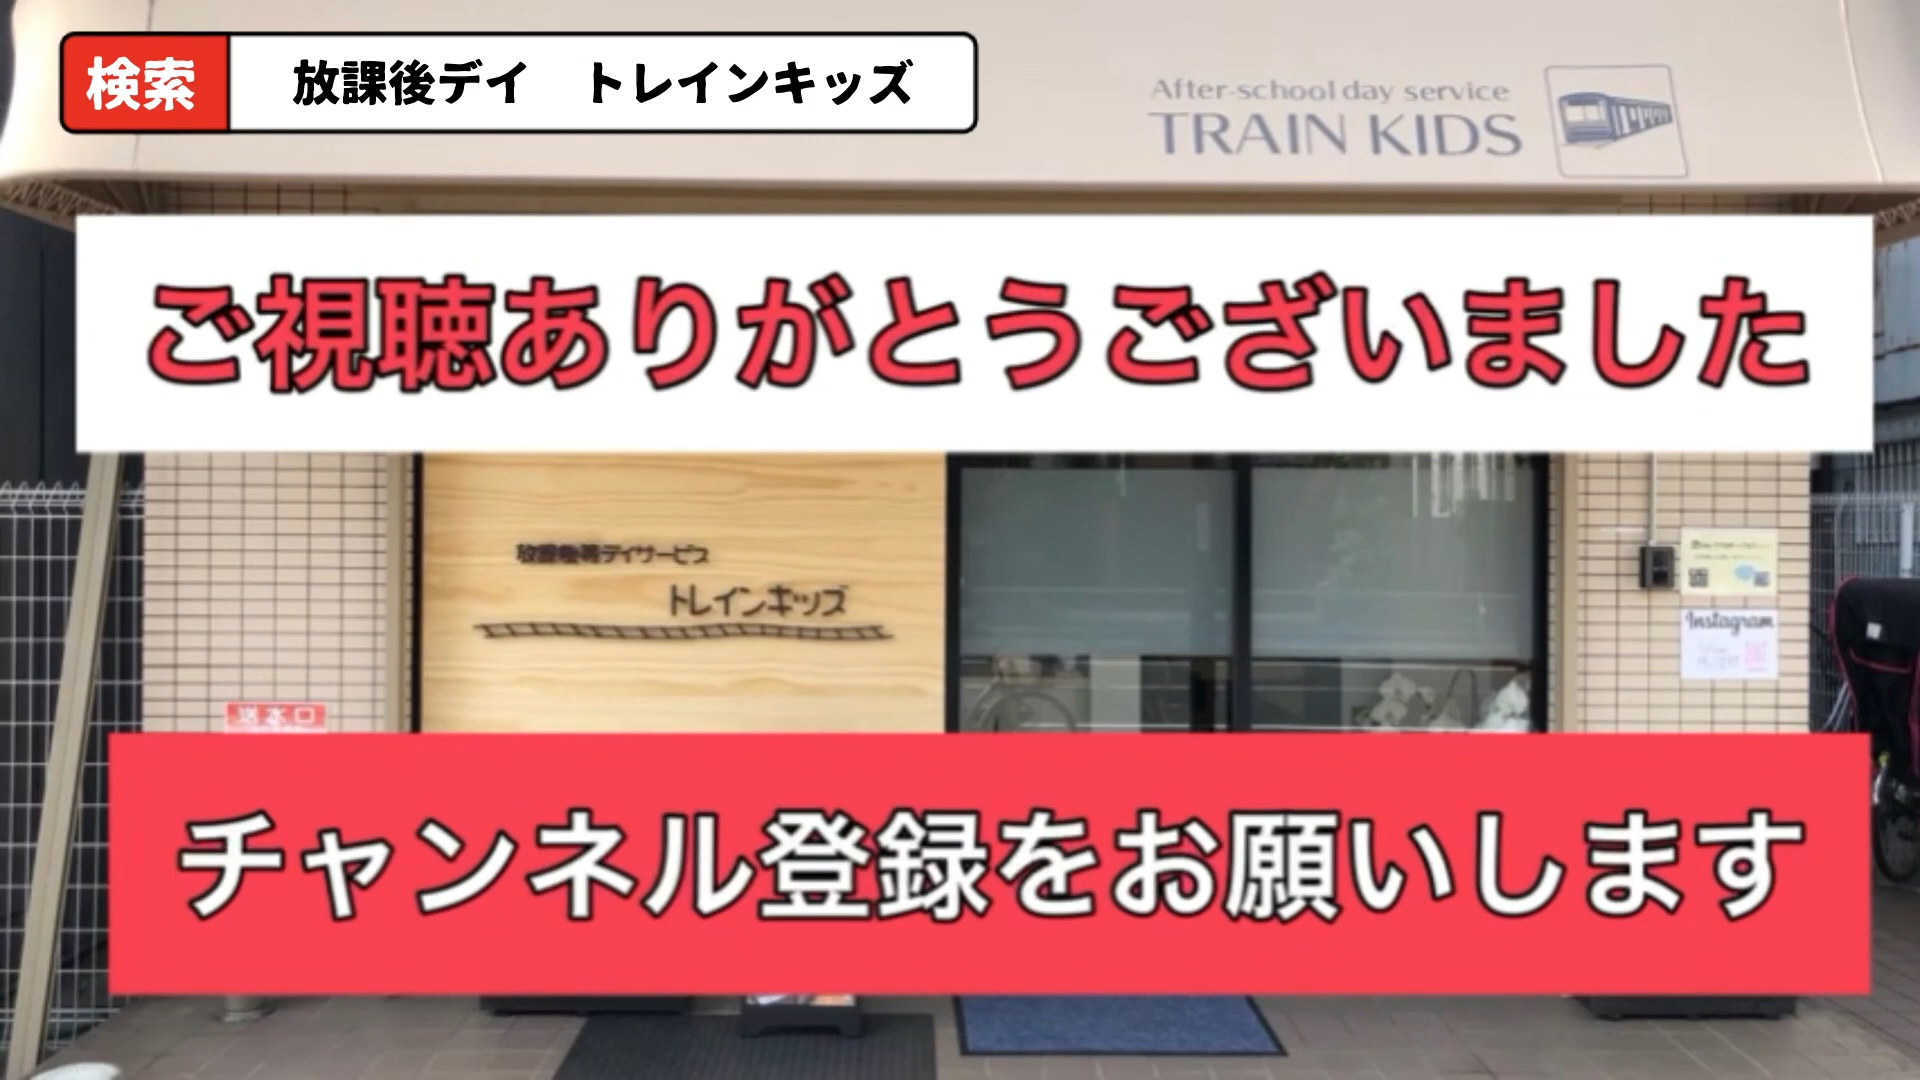 検索 放課後デイ トレインキッズ
After-school day service
TRAIN KIDS
ご視聴ありがとうございました
放課後等デイサービス
トレインキッズ
Instagram
送水口
チャンネル登録をお願いします